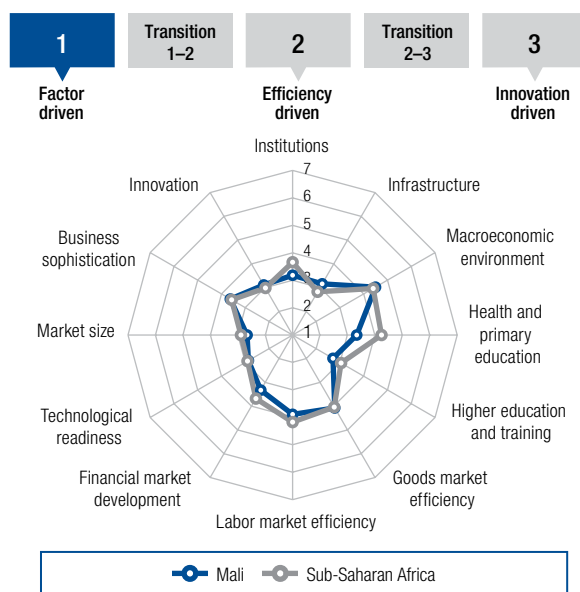 1
Transition
1–2
2
Transition
2–3
3
Factor
driven
Efficiency
driven
Innovation
driven
Institutions
7
Innovation
Infrastructure
6
Business
sophistication
5
Macroeconomic
environment
4
3
2
Market size
1
Health and
primary
education
Technological
readiness
Higher education
and training
Financial market
development
Goods market
efficiency
Labor market efficiency
Mali
Sub-Saharan Africa